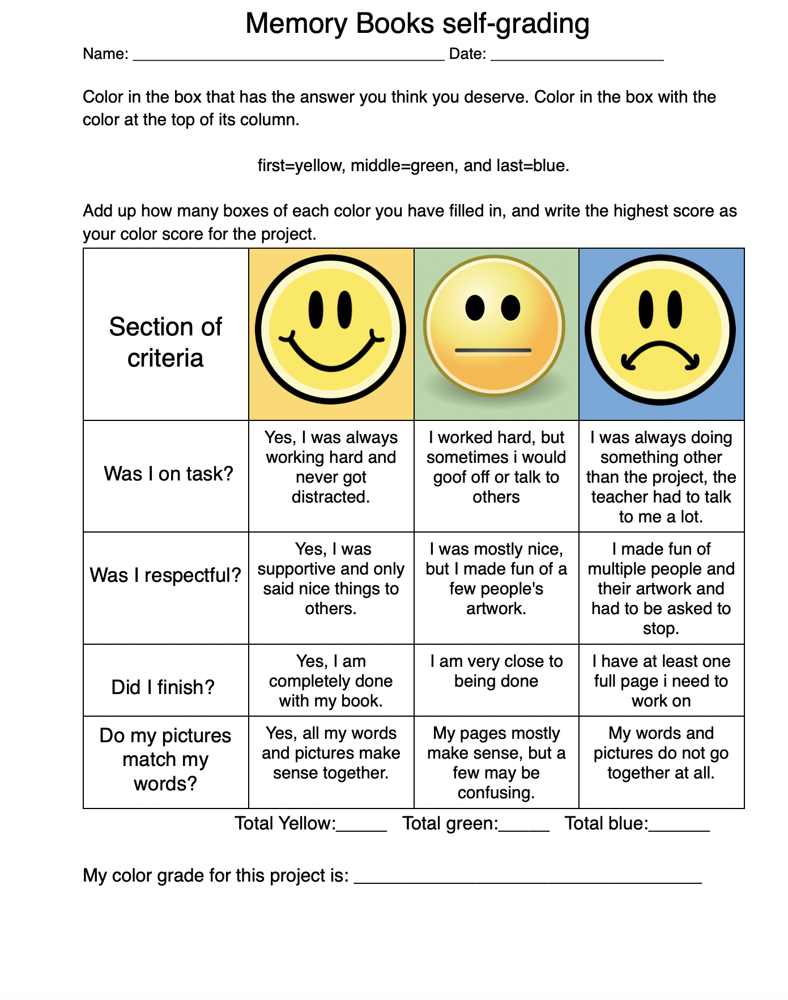 Memory Books self-grading
Name: ____________________________________ Date: ____________________
Color in the box that has the answer you think you deserve. Color in the box with the
color at the top of its column.
first=yellow, middle=green, and last=blue.
Add up how many boxes of each color you have filled in, and write the highest score as
your color score for the project.
Section of
criteria
Was I on task?
Yes, I was always
working hard and
never got
distracted.
I worked hard, but
sometimes i would
goof off or talk to
others
I was always doing
something other
than the project, the
teacher had to talk
to me a lot.
Was I respectful?
Yes, I was
supportive and only
said nice things to
others.
I was mostly nice,
but I made fun of a
few people's
artwork.
I made fun of
multiple people and
their artwork and
had to be asked to
stop.
Did I finish?
Yes, I am
completely done
with my book.
I am very close to
being done
I have at least one
full page i need to
work on
Do my pictures
match my
words?
Yes, all my words
and pictures make
sense together.
My pages mostly
make sense, but a
few may be
confusing.
My words and
pictures do not go
together at all.
Total Yellow:_____ Total green:_____ Total blue:______
My color grade for this project is: __________________________________